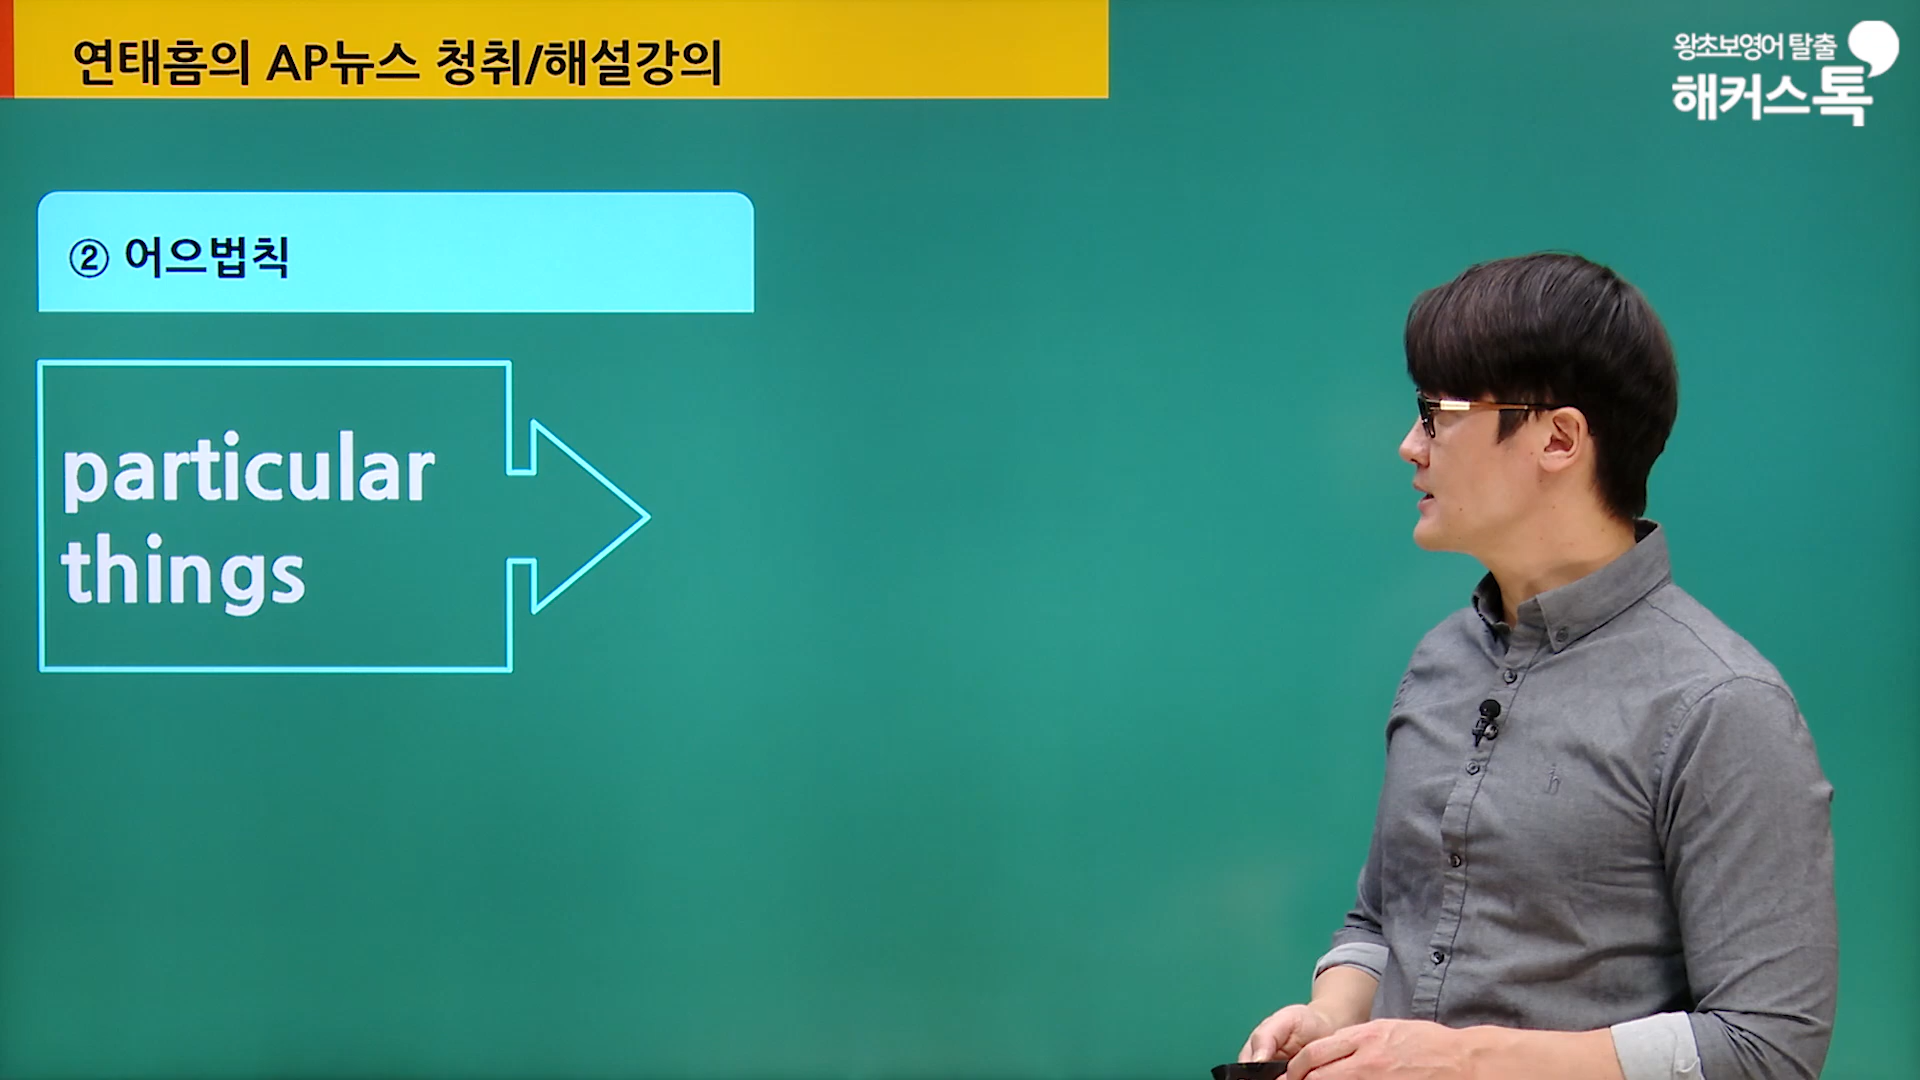 연태흠의 AP뉴스 청취/해설강의
왕초보영어 탈출
해커스톡
② 어으법칙
particular
things